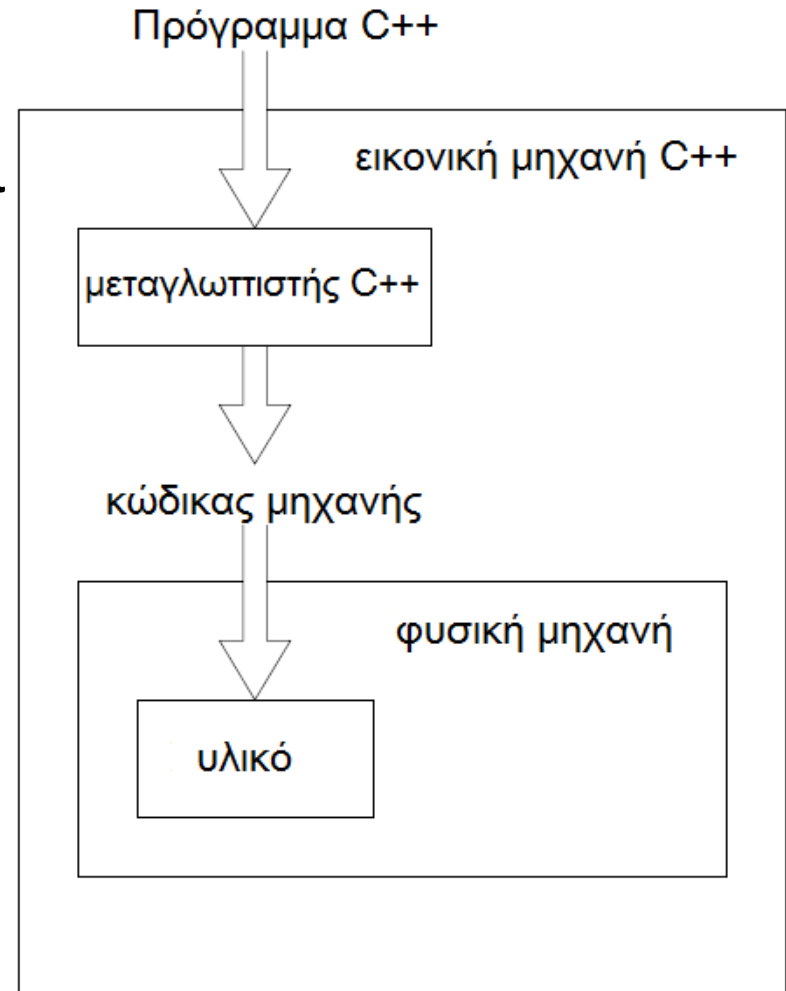 Πρόγραμμα C++
εικονική μηχανή C++
μεταγλωττιστής C++
κώδικας μηχανής
φυσική μηχανή
υλικό